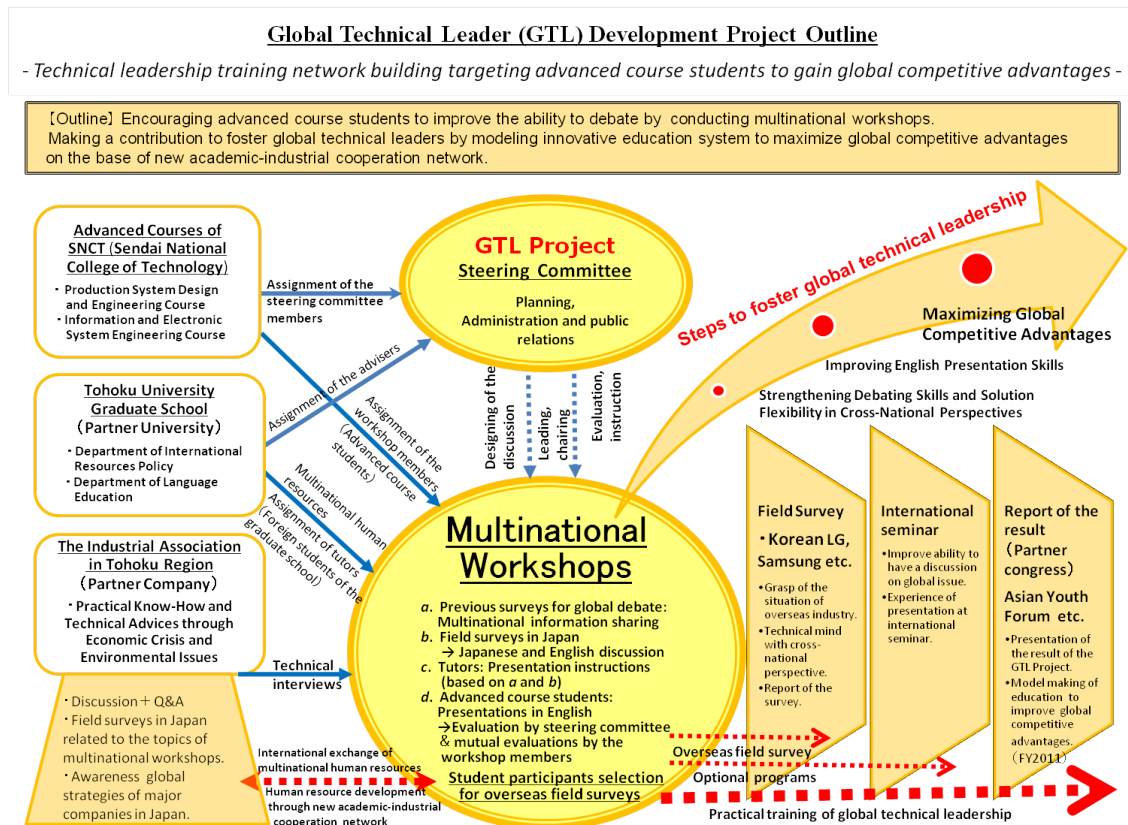 Global Technical Leader (GTL) Development Project Outline
- Technical leadership training network building targeting advanced course students to gain global competitive advantages -
【Outline】 Encouraging advanced course students to improve the ability to debate by conducting multinational workshops.
Making a contribution to foster global technical leaders by modeling innovative education system to maximize global competitive advantages
on the base of new academic-industrial cooperation network.
Advanced Courses of
SNCT (Sendai National
College of Technology)
・Production System Design
and Engineering Course
・Information and Electronic
System Engineering Course
Tohoku University
Graduate School
(Partner University)
・Department of International
Resources Policy
・Department of Language
Education
The Industrial Association
in Tohoku Region
(Partner Company)
・Practical Know-How and
Technical Advices through
Economic Crisis and
Environmental Issues
・Discussion＋Q&A
・Field surveys in Japan
related to the topics of
multinational workshops.
・Awareness global
strategies of major
companies in Japan.
Assignment of the
steering committee
members
Assignment of the advisers
Assignment of the
workshop members
(Advanced course
students)
Multinational human
resources
Assignment of tutors
(Foreign students of the
graduate school)
Technical
interviews
International exchange of
multinational human resources
Human resource development
through new academic-industrial
cooperation network
GTL Project
Steering Committee
Planning,
Administration and public
relations
Designing of the
discussion
Leading,
chairing
Evaluation,
instruction
Multinational
Workshops
a. Previous surveys for global debate:
Multinational information sharing
b. Field surveys in Japan
→ Japanese and English discussion
c. Tutors: Presentation instructions
(based on a and b)
d. Advanced course students:
Presentations in English
→Evaluation by steering committee
& mutual evaluations by the
workshop members
Student participants selection
for overseas field surveys
Steps to foster global technical leadership
Maximizing Global
Competitive Advantages
Improving English Presentation Skills
Strengthening Debating Skills and Solution
Flexibility in Cross-National Perspectives
Field Survey
・Korean LG,
Samsung etc.
•Grasp of the
situation of
overseas industry.
•Technical mind
with cross-
national
perspective.
•Report of the
survey.
International
seminar
•Improve ability to
have a discussion
on global issue.
•Experience of
presentation at
international
seminar.
Report of the
result
(Partner
congress)
Asian Youth
Forum etc.
•Presentation of
the result of the
GTL Project.
•Model making of
education to
improve global
competitive
advantages.
(FY2011)
Overseas field survey
Optional programs
Practical training of global technical leadership